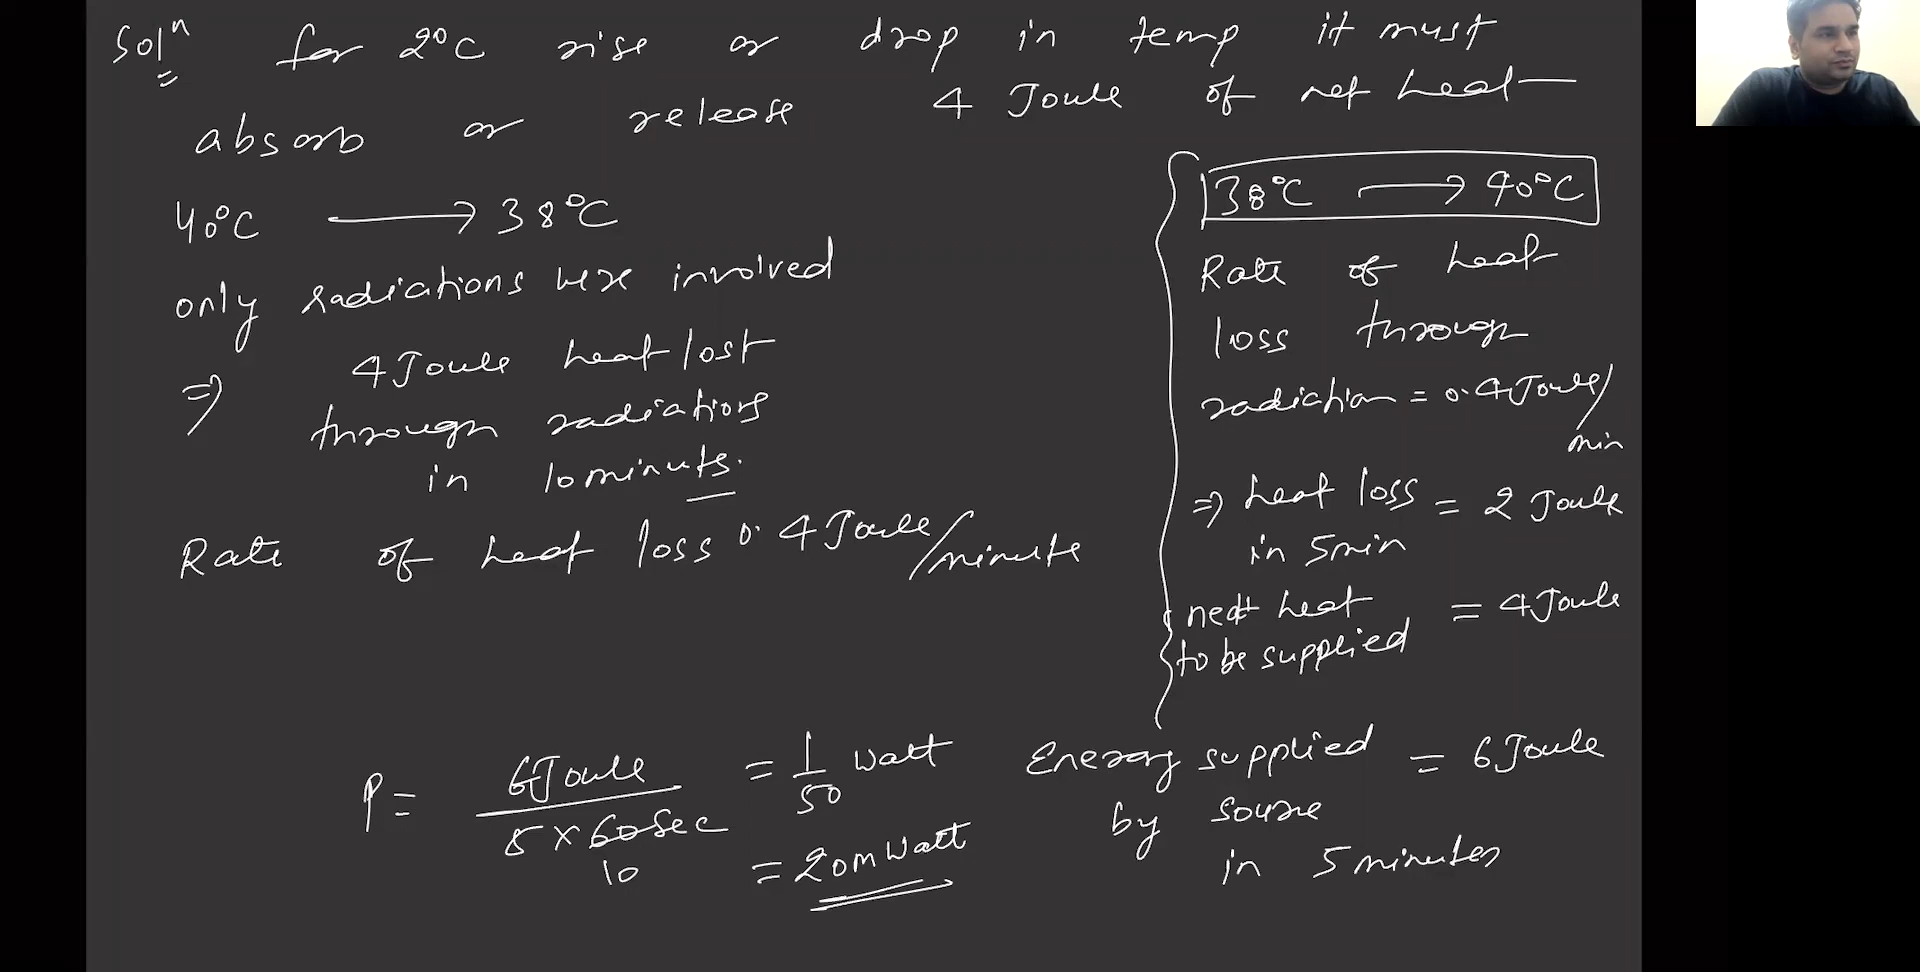 Solⁿ for 2°C rise or drop in temp it must
absorb or release 4 Joule of net heat
40°C → 38°C
only radiations were involved
⇒ 4 Joule heat lost
through radiations
in 10 minuts.
Rate of heat loss 0.4 Joule/minute
38°C → 40°C
Rate of heat
loss through
radiation = 0.4 Joule/
min
⇒ heat loss = 2 Joule
in 5 min
net heat = 4 Joule
to be supplied
Energy supplied = 6 Joule
by source
in 5 minutes
P = 6 Joule / 5 × 60 sec = 1/50 watt
10
= 20 m watt